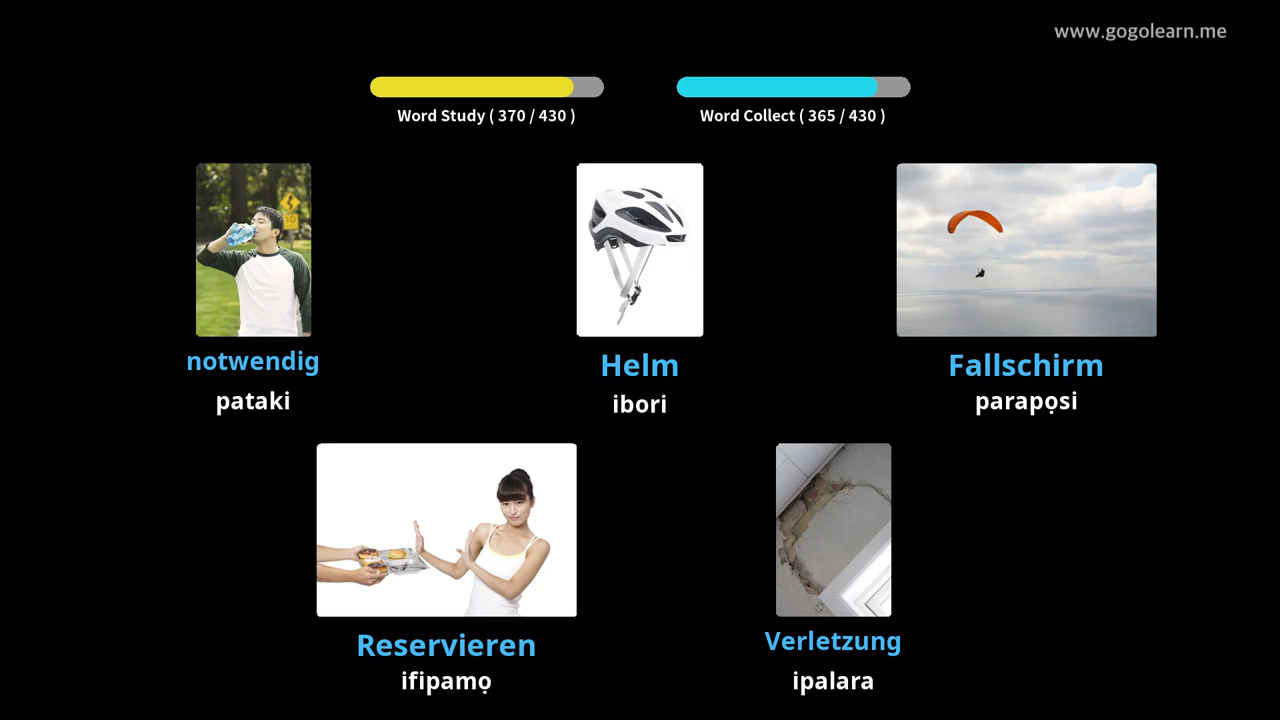 www.gogolearn.me
Word Study ( 370 / 430 )
Word Collect ( 365 / 430 )
notwendig
pataki
Helm
ibori
Fallschirm
parapọsi
Reservieren
ifipamọ
Verletzung
ipalara